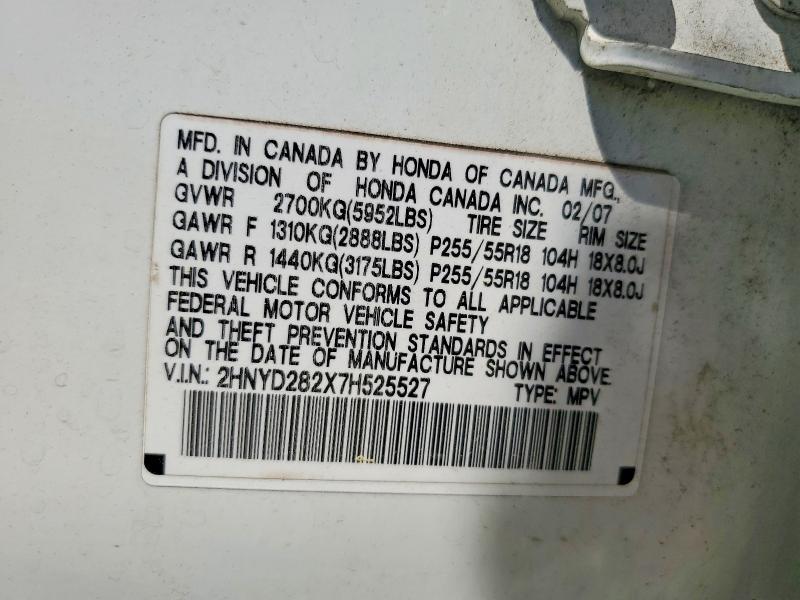 MFD. IN CANADA BY HONDA OF CANADA MFG.,
A DIVISION OF HONDA CANADA INC. 02/07
GVWR 2700KG(5952LBS) TIRE SIZE RIM SIZE
GAWR F 1310KG(2888LBS) P255/55R18 104H 18X8.0J
GAWR R 1440KG(3175LBS) P255/55R18 104H 18X8.0J
THIS VEHICLE CONFORMS TO ALL APPLICABLE
FEDERAL MOTOR VEHICLE SAFETY
AND THEFT PREVENTION STANDARDS IN EFFECT
ON THE DATE OF MANUFACTURE SHOWN ABOVE.
V.I.N.: 2HNYD282X7H525527 TYPE: MPV